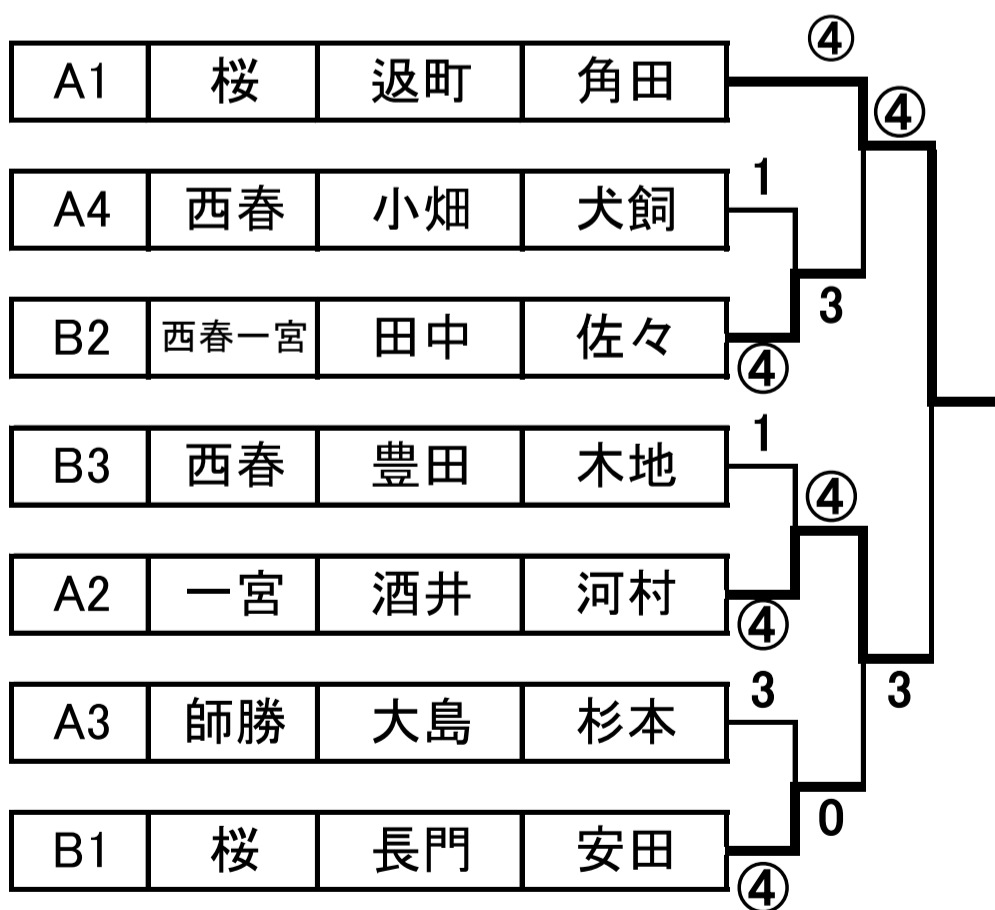 ④
A1 桜 返町 角田
④
1
A4 西春 小畑 犬飼
3
B2 西春一宮 田中 佐々
④
1
B3 西春 豊田 木地
④
A2 一宮 酒井 河村
④
3
3
A3 師勝 大島 杉本
0
B1 桜 長門 安田
④